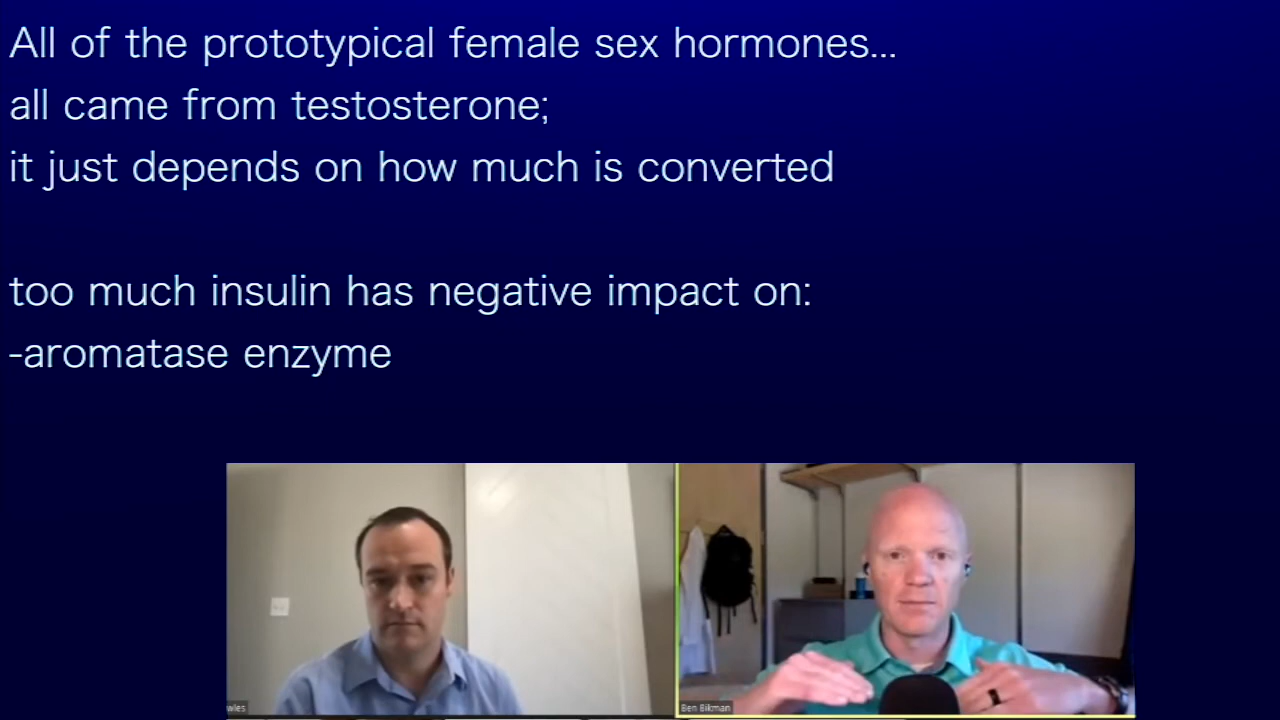 All of the prototypical female sex hormones...
all came from testosterone;
it just depends on how much is converted
too much insulin has negative impact on:
-aromatase enzyme
wles
Ben Bikman